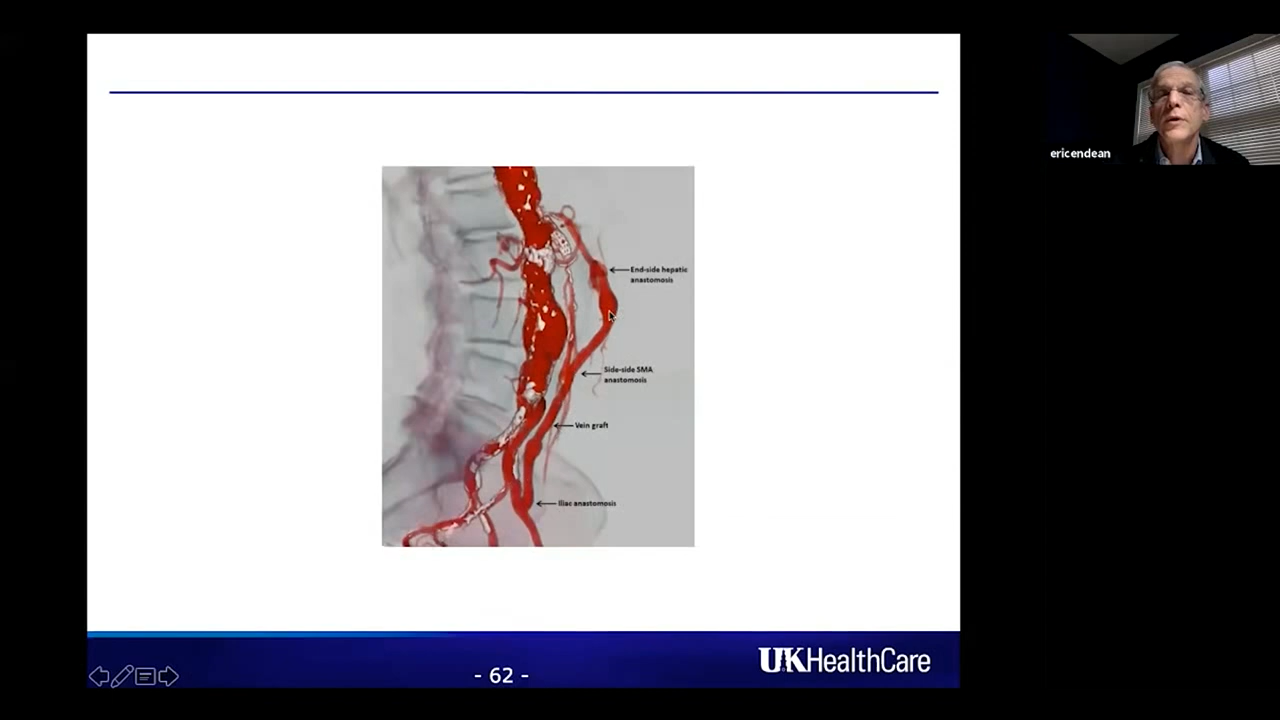 ericendean
End-side hepatic
anastomosis
Side-side SMA
anastomosis
Vein graft
Iliac anastomosis
- 62 -
UKHealthCare